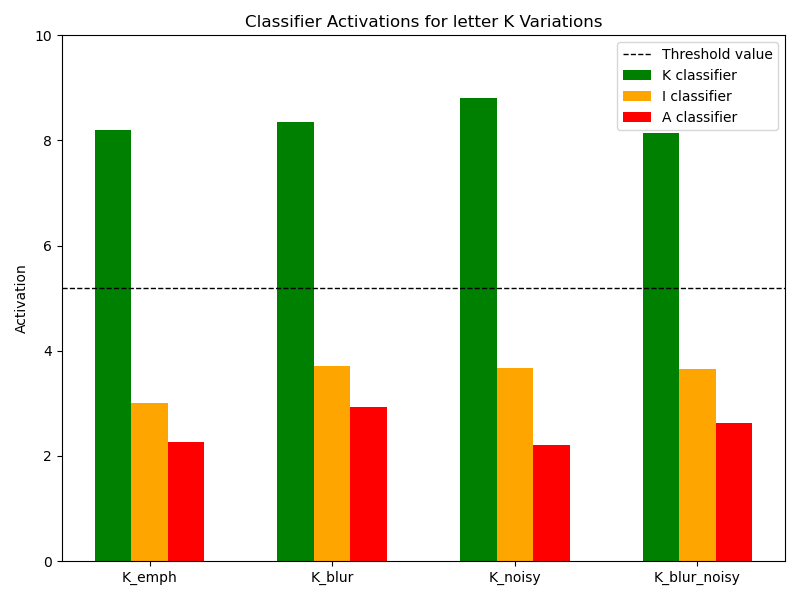 Classifier Activations for letter K Variations
Activation
10
8
6
4
2
0
Threshold value
K classifier
I classifier
A classifier
K_emph
K_blur
K_noisy
K_blur_noisy